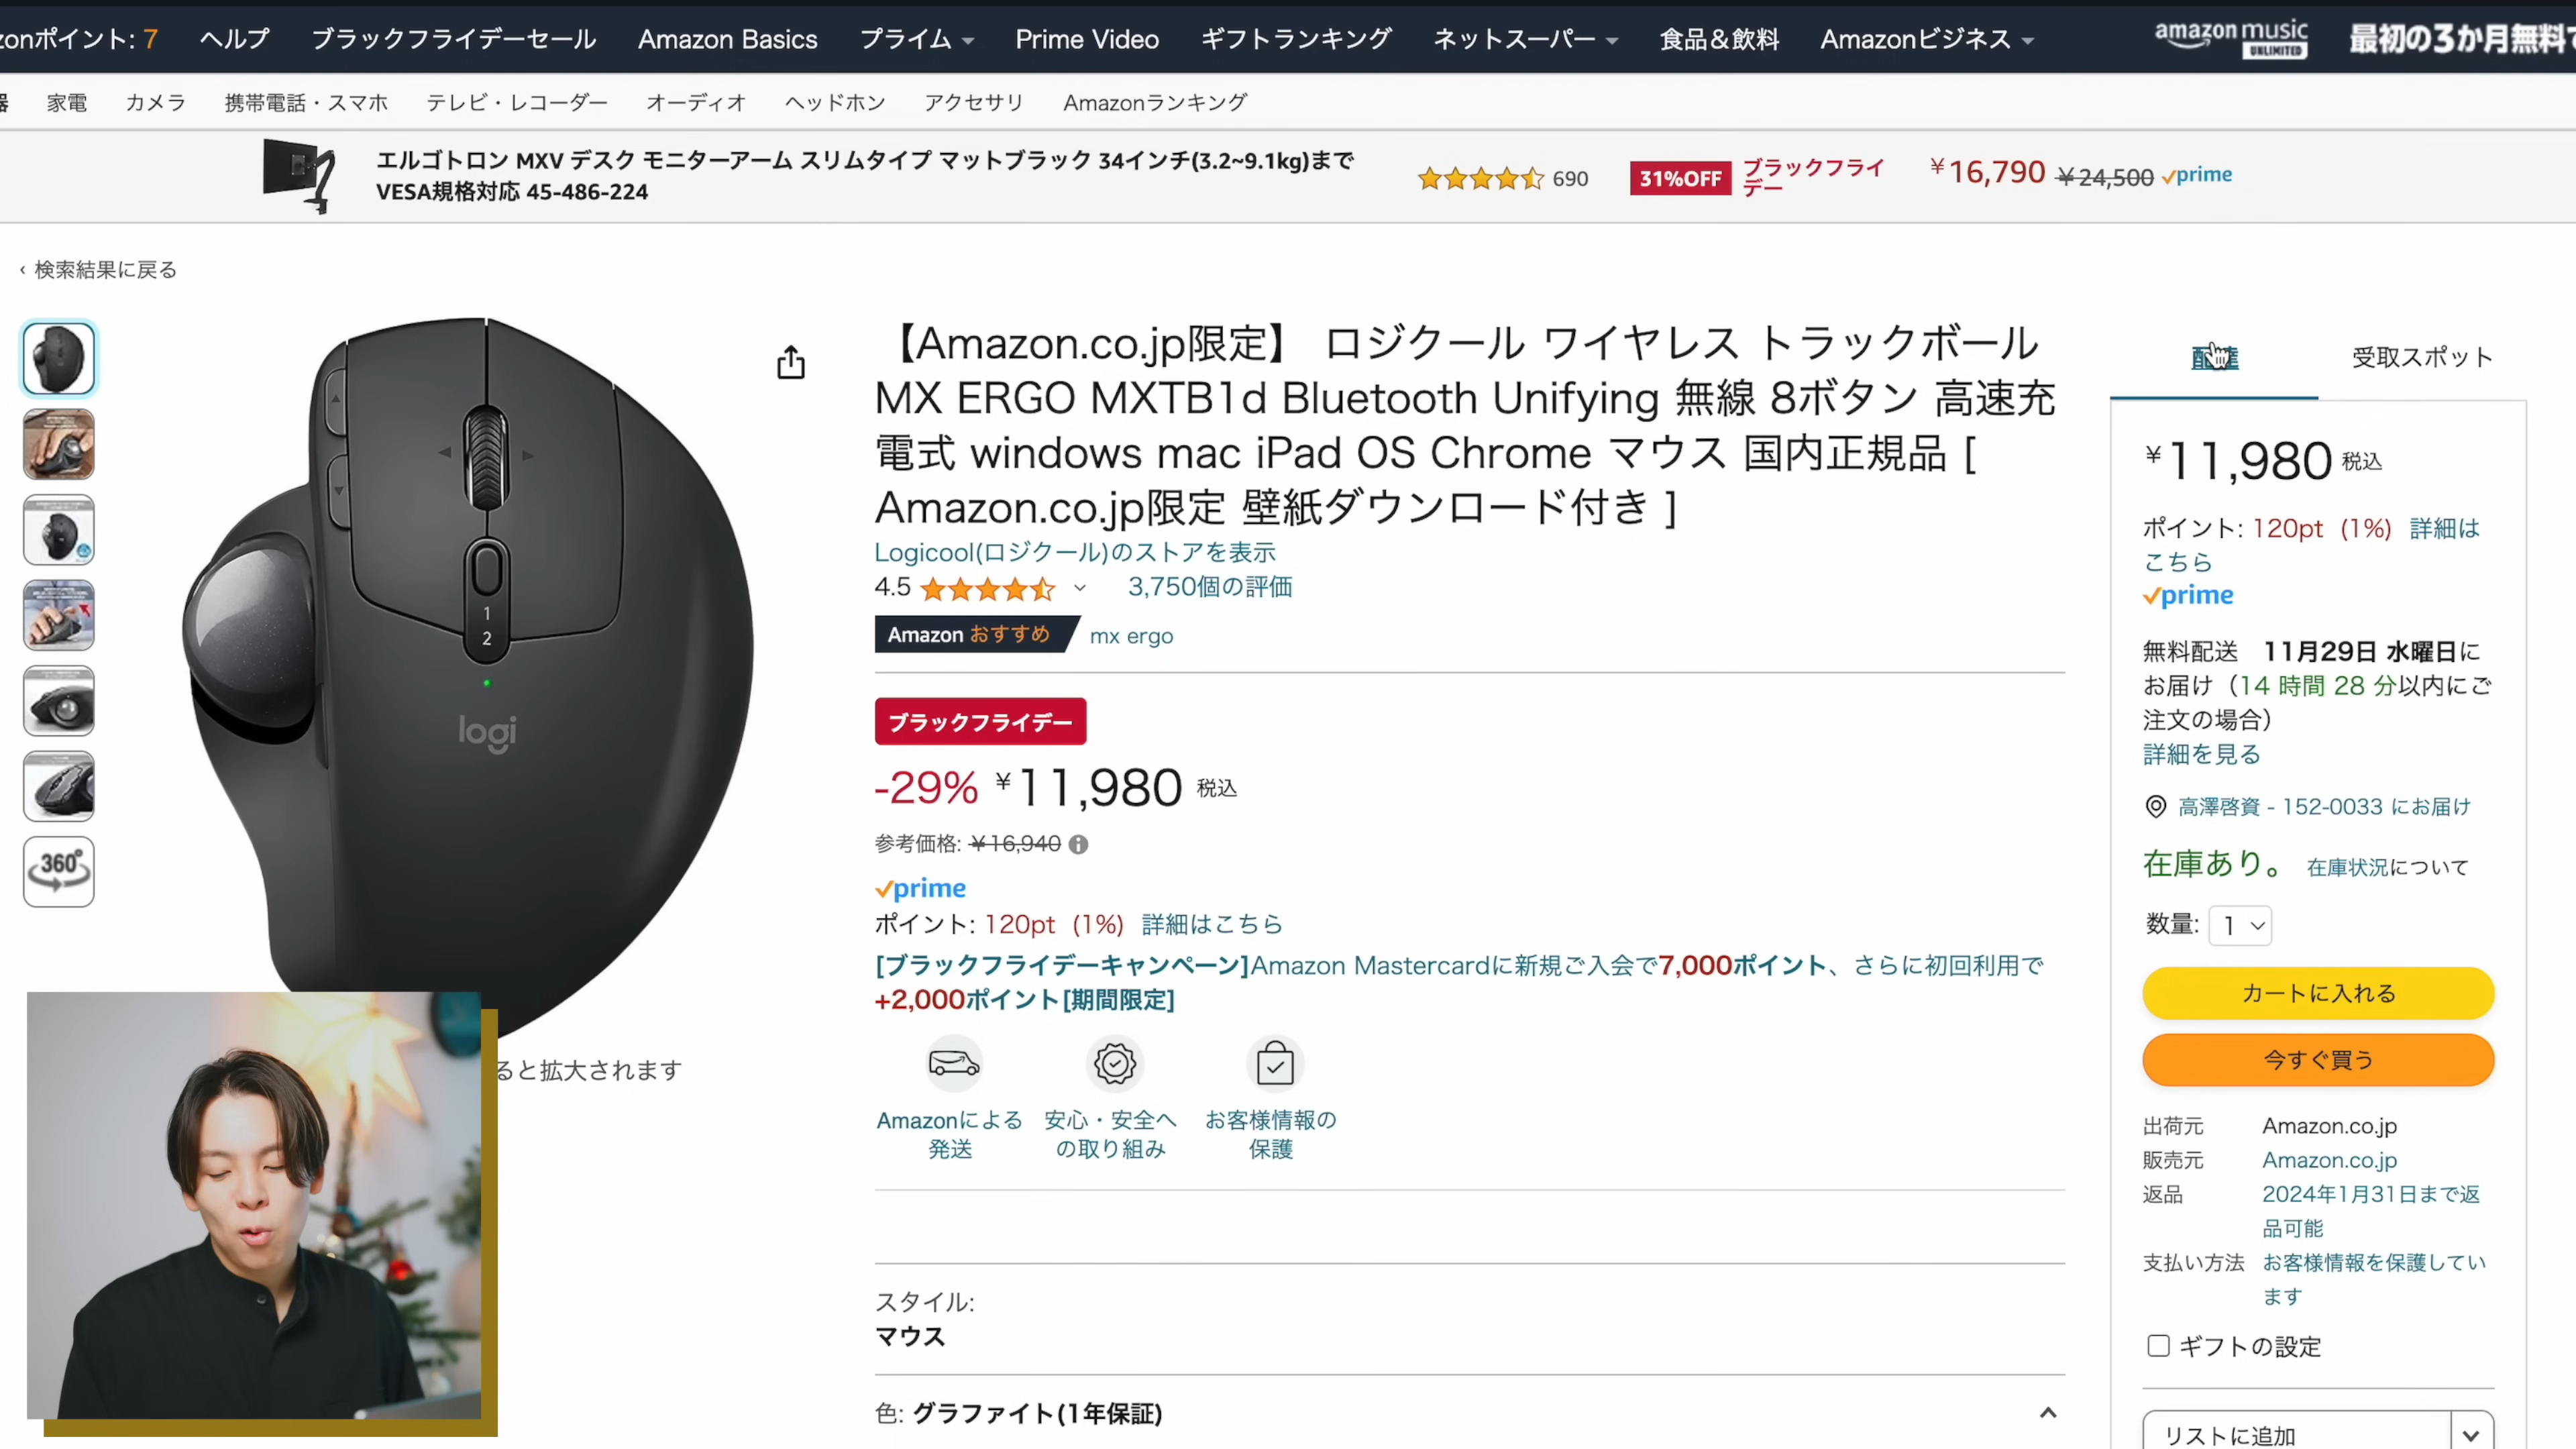 zonポイント: 7 ヘルプ ブラックフライデーセール Amazon Basics プライム Prime Video ギフトランキング ネットスーパー 食品&飲料 Amazonビジネス amazon music UNLIMITED 最初の3か月無料で
家電 カメラ 携帯電話・スマホ テレビ・レコーダー オーディオ ヘッドホン アクセサリ Amazonランキング
エルゴトロン MXV デスク モニターアーム スリムタイプ マットブラック 34インチ(3.2~9.1kg)まで
VESA規格対応 45-486-224
690
31%OFF
ブラックフライ
デー
¥16,790 ¥24,500 prime
‹ 検索結果に戻る
1
2
logi
360°
ると拡大されます
【Amazon.co.jp限定】 ロジクール ワイヤレス トラックボール
MX ERGO MXTB1d Bluetooth Unifying 無線 8ボタン 高速充
電式 windows mac iPad OS Chrome マウス 国内正規品 [
Amazon.co.jp限定 壁紙ダウンロード付き ]
Logicool(ロジクール)のストアを表示
4.5 3,750個の評価
Amazon おすすめ mx ergo
ブラックフライデー
-29% ¥11,980 税込
参考価格: ¥16,940
prime
ポイント: 120pt (1%) 詳細はこちら
[ブラックフライデーキャンペーン]Amazon Mastercardに新規ご入会で7,000ポイント、さらに初回利用で
+2,000ポイント[期間限定]
Amazonによる
発送
安心・安全へ
の取り組み
お客様情報の
保護
スタイル:
マウス
色: グラファイト(1年保証)
受取スポット
¥11,980 税込
ポイント: 120pt (1%) 詳細は
こちら
prime
無料配送 11月29日 水曜日に
お届け（14 時間 28 分以内にご
注文の場合）
詳細を見る
高澤啓資 - 152-0033 にお届け
在庫あり。 在庫状況について
数量: 1
カートに入れる
今すぐ買う
出荷元 Amazon.co.jp
販売元 Amazon.co.jp
返品 2024年1月31日まで返
品可能
支払い方法 お客様情報を保護してい
ます
ギフトの設定
リストに追加